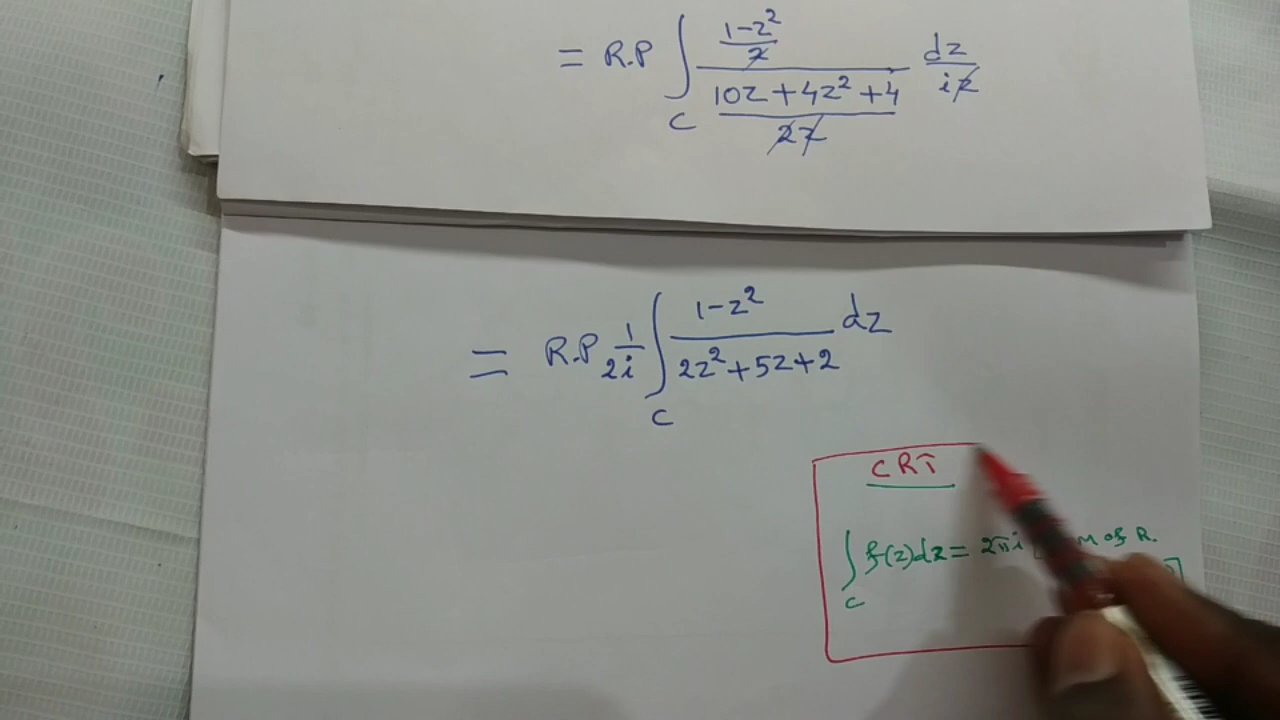 = R.P ∫_C ((1-z²)/z)/((10z+4z²+4)/(2z)) dz/(iz)
= R.P 1/(2i) ∫_C (1-z²)/(2z²+5z+2) dz
CRT
∫_C f(z)dz = 2πi of R.